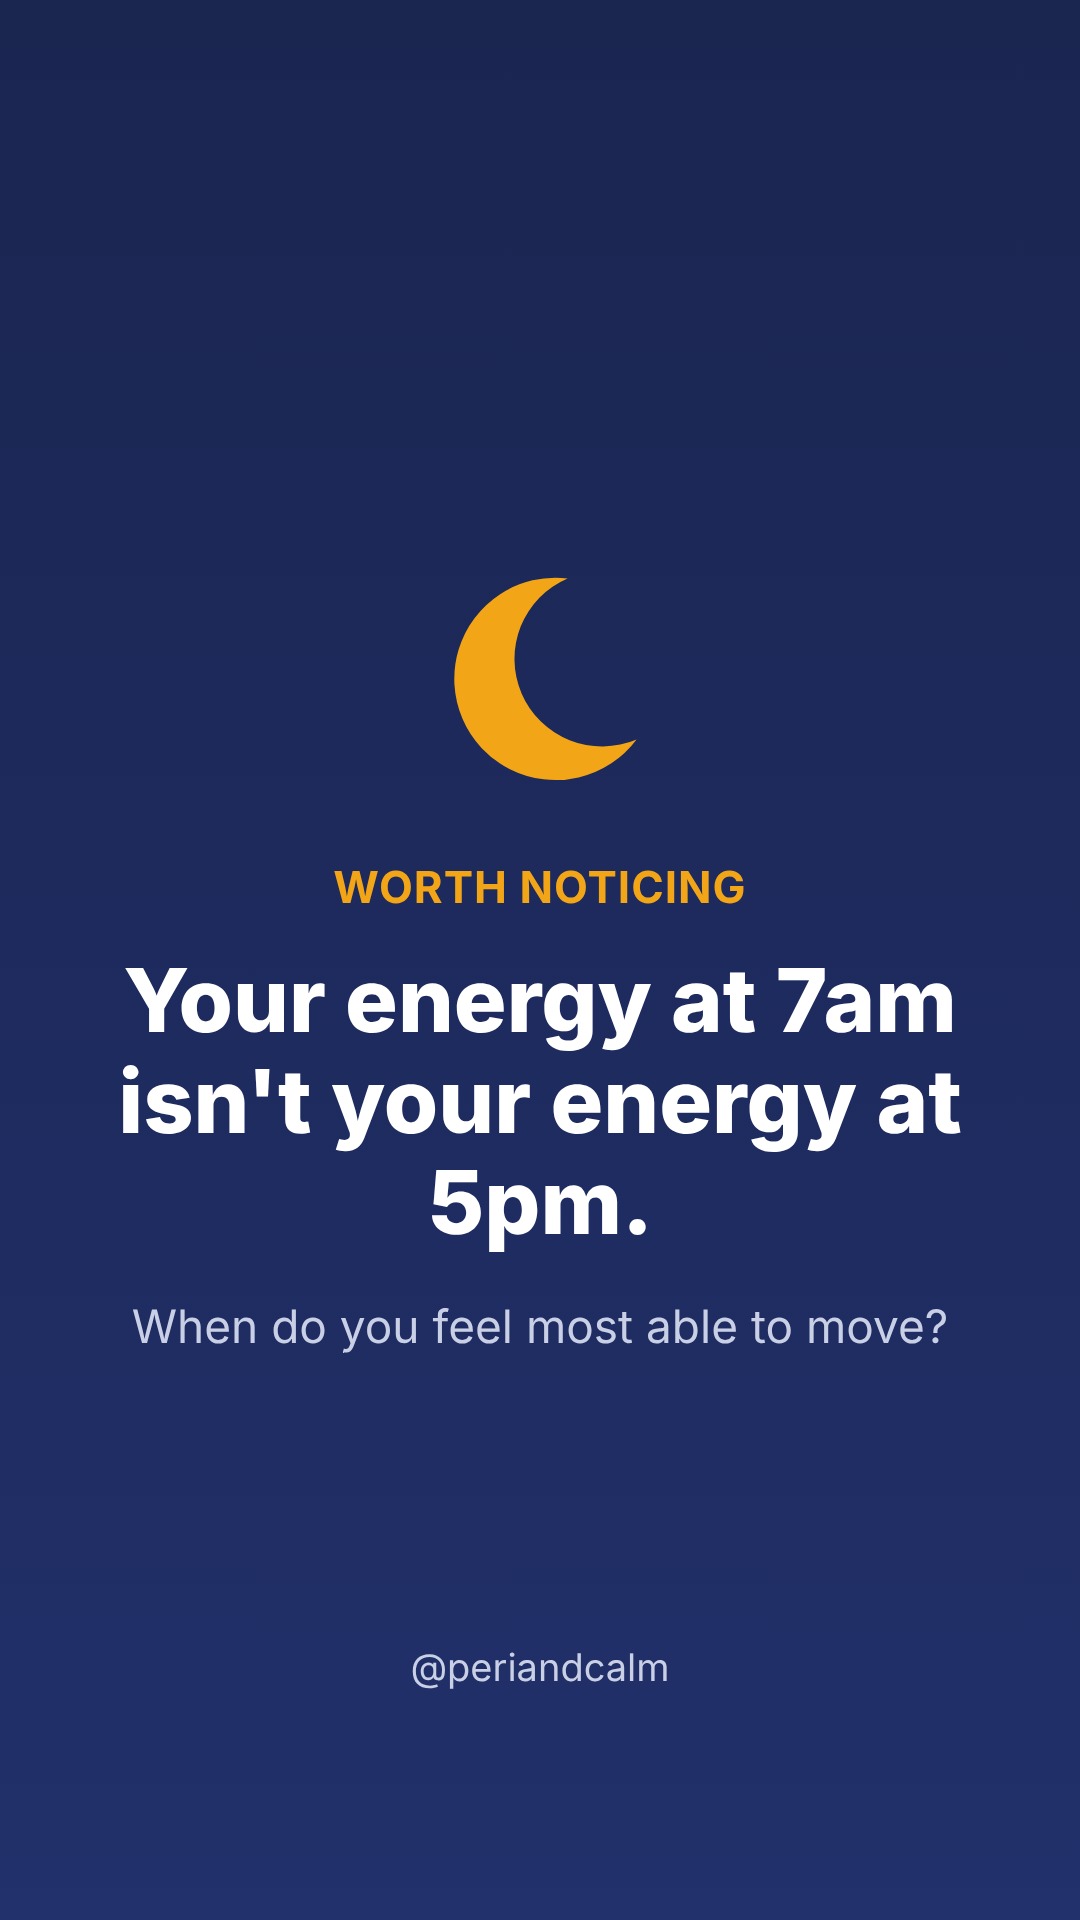 WORTH NOTICING
Your energy at 7am
isn't your energy at
5pm.
When do you feel most able to move?
@periandcalm